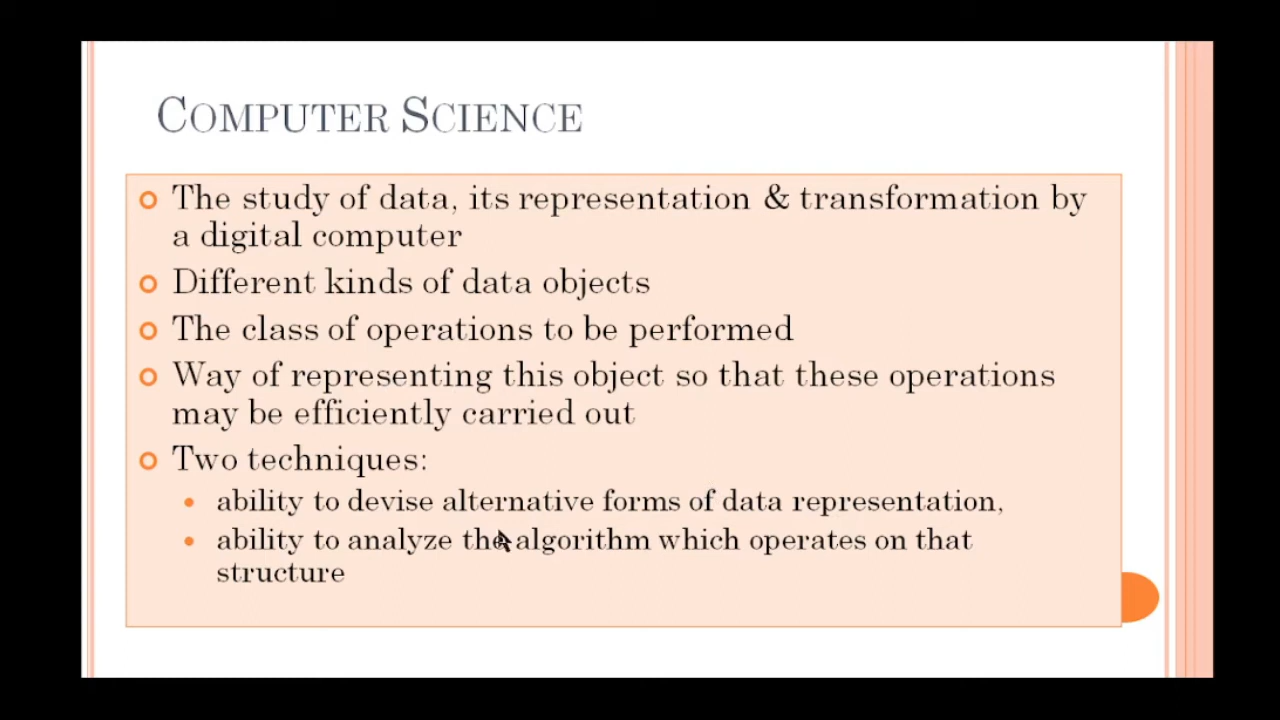 COMPUTER SCIENCE
The study of data, its representation & transformation by
a digital computer
Different kinds of data objects
The class of operations to be performed
Way of representing this object so that these operations
may be efficiently carried out
Two techniques:
ability to devise alternative forms of data representation,
ability to analyze the algorithm which operates on that
structure